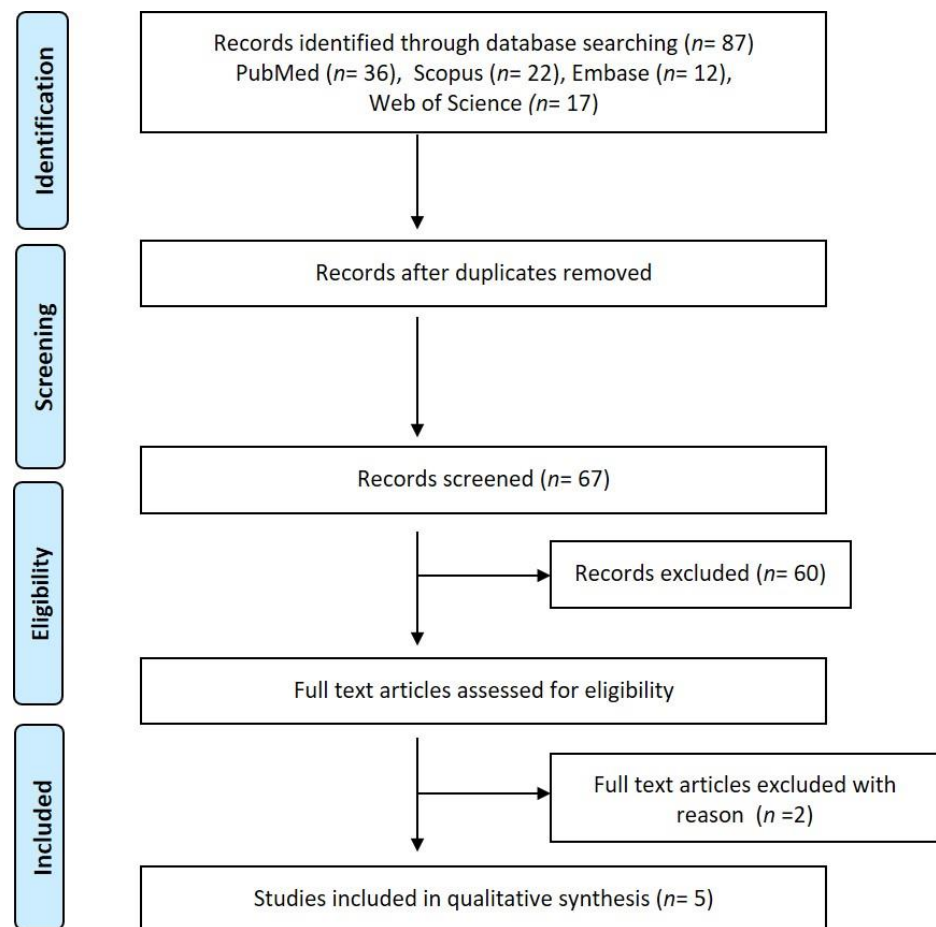 Identification
Records identified through database searching (n= 87)
PubMed (n= 36), Scopus (n= 22), Embase (n= 12),
Web of Science (n= 17)
Screening
Records after duplicates removed
Records screened (n= 67)
Eligibility
Records excluded (n= 60)
Full text articles assessed for eligibility
Included
Full text articles excluded with
reason (n =2)
Studies included in qualitative synthesis (n= 5)